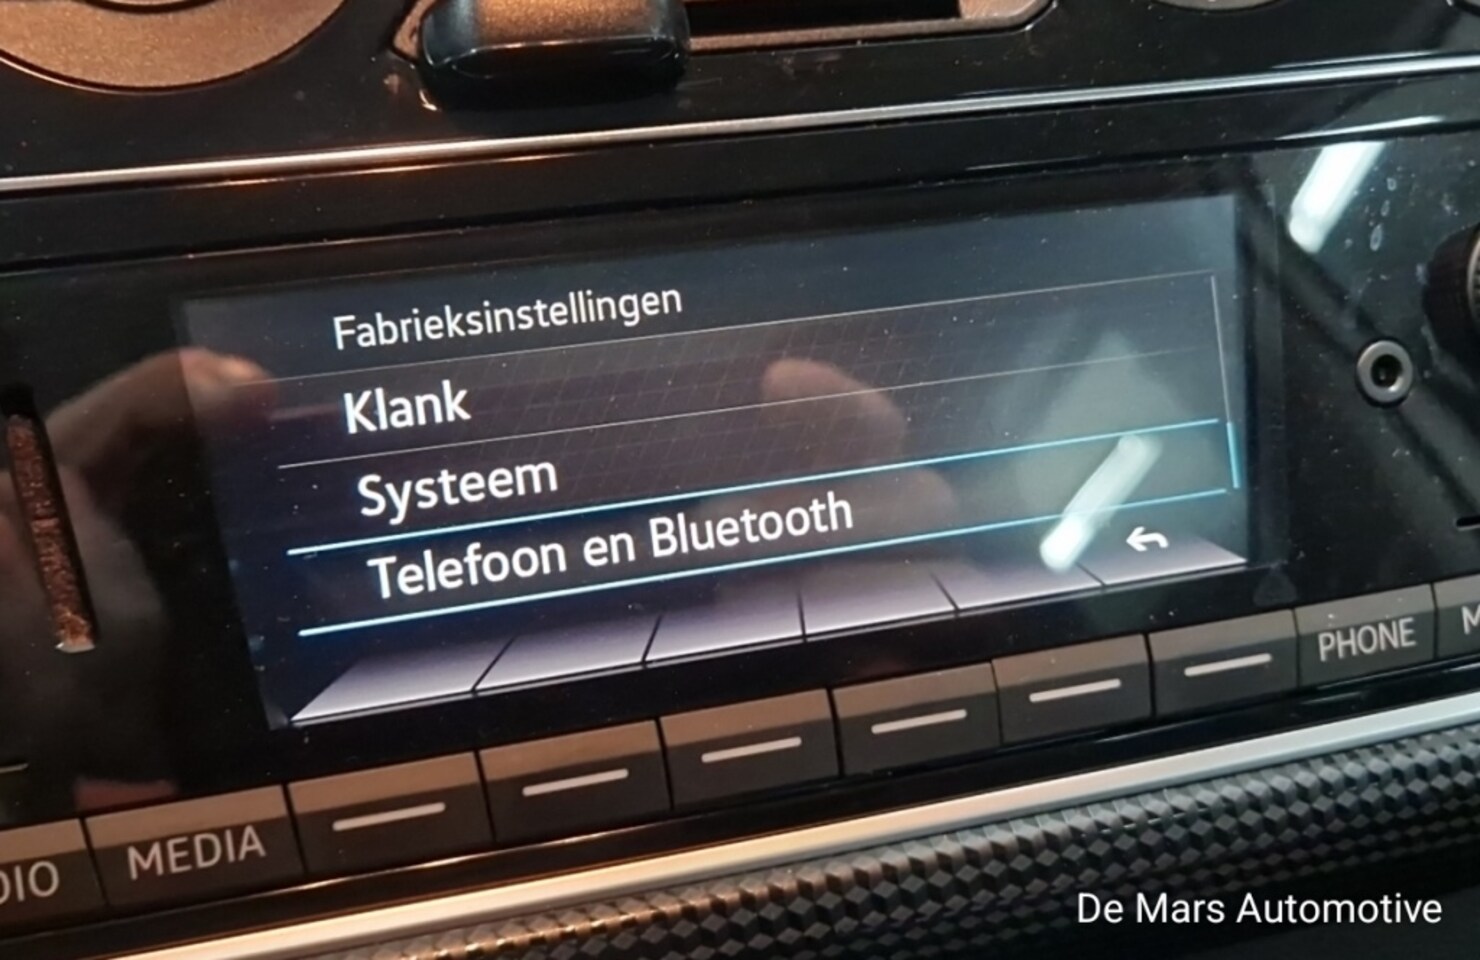 Fabrieksinstellingen
Klank
Systeem
Telefoon en Bluetooth
PHONE
MEDIA
De Mars Automotive